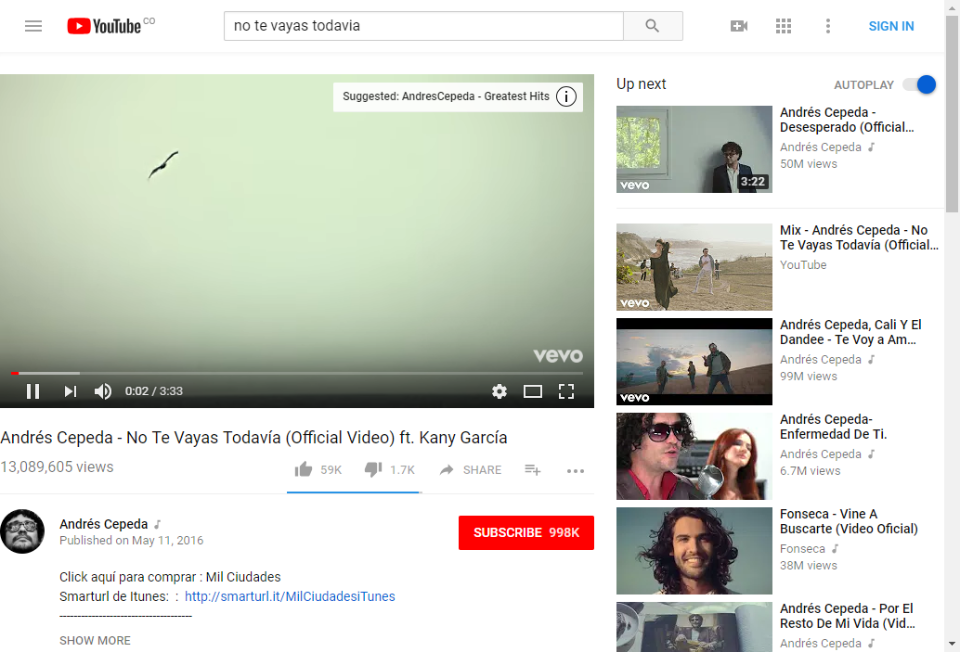 YouTube CO
no te vayas todavia
SIGN IN
Suggested: AndresCepeda - Greatest Hits
vevo
0:02 / 3:33
Andrés Cepeda - No Te Vayas Todavía (Official Video) ft. Kany García
13,089,605 views
59K
1.7K
SHARE
Andrés Cepeda
Published on May 11, 2016
SUBSCRIBE 998K
Click aquí para comprar : Mil Ciudades
Smarturl de Itunes: : http://smarturl.it/MilCiudadesiTunes
-------------------------------------
SHOW MORE
Up next
AUTOPLAY
vevo
3:22
Andrés Cepeda -
Desesperado (Official...
Andrés Cepeda
50M views
vevo
Mix - Andrés Cepeda - No
Te Vayas Todavía (Official...
YouTube
vevo
Andrés Cepeda, Cali Y El
Dandee - Te Voy a Am...
Andrés Cepeda
99M views
Andrés Cepeda-
Enfermedad De Ti.
Andrés Cepeda
6.7M views
Fonseca - Vine A
Buscarte (Video Oficial)
Fonseca
38M views
Andrés Cepeda - Por El
Resto De Mi Vida (Vid...
Andrés Cepeda